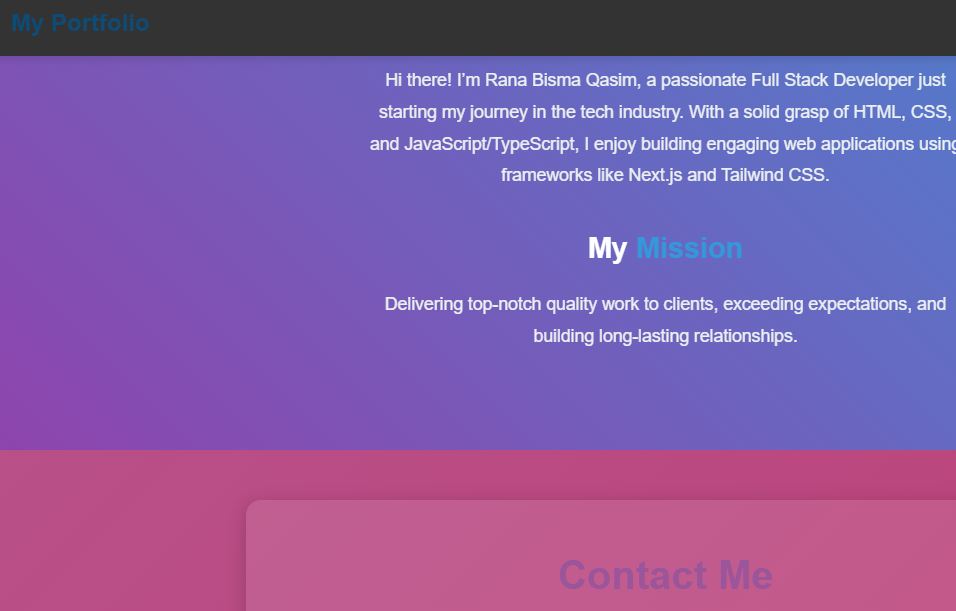 My Portfolio
Hi there! I’m Rana Bisma Qasim, a passionate Full Stack Developer just
starting my journey in the tech industry. With a solid grasp of HTML, CSS,
and JavaScript/TypeScript, I enjoy building engaging web applications using
frameworks like Next.js and Tailwind CSS.
My Mission
Delivering top-notch quality work to clients, exceeding expectations, and
building long-lasting relationships.
Contact Me